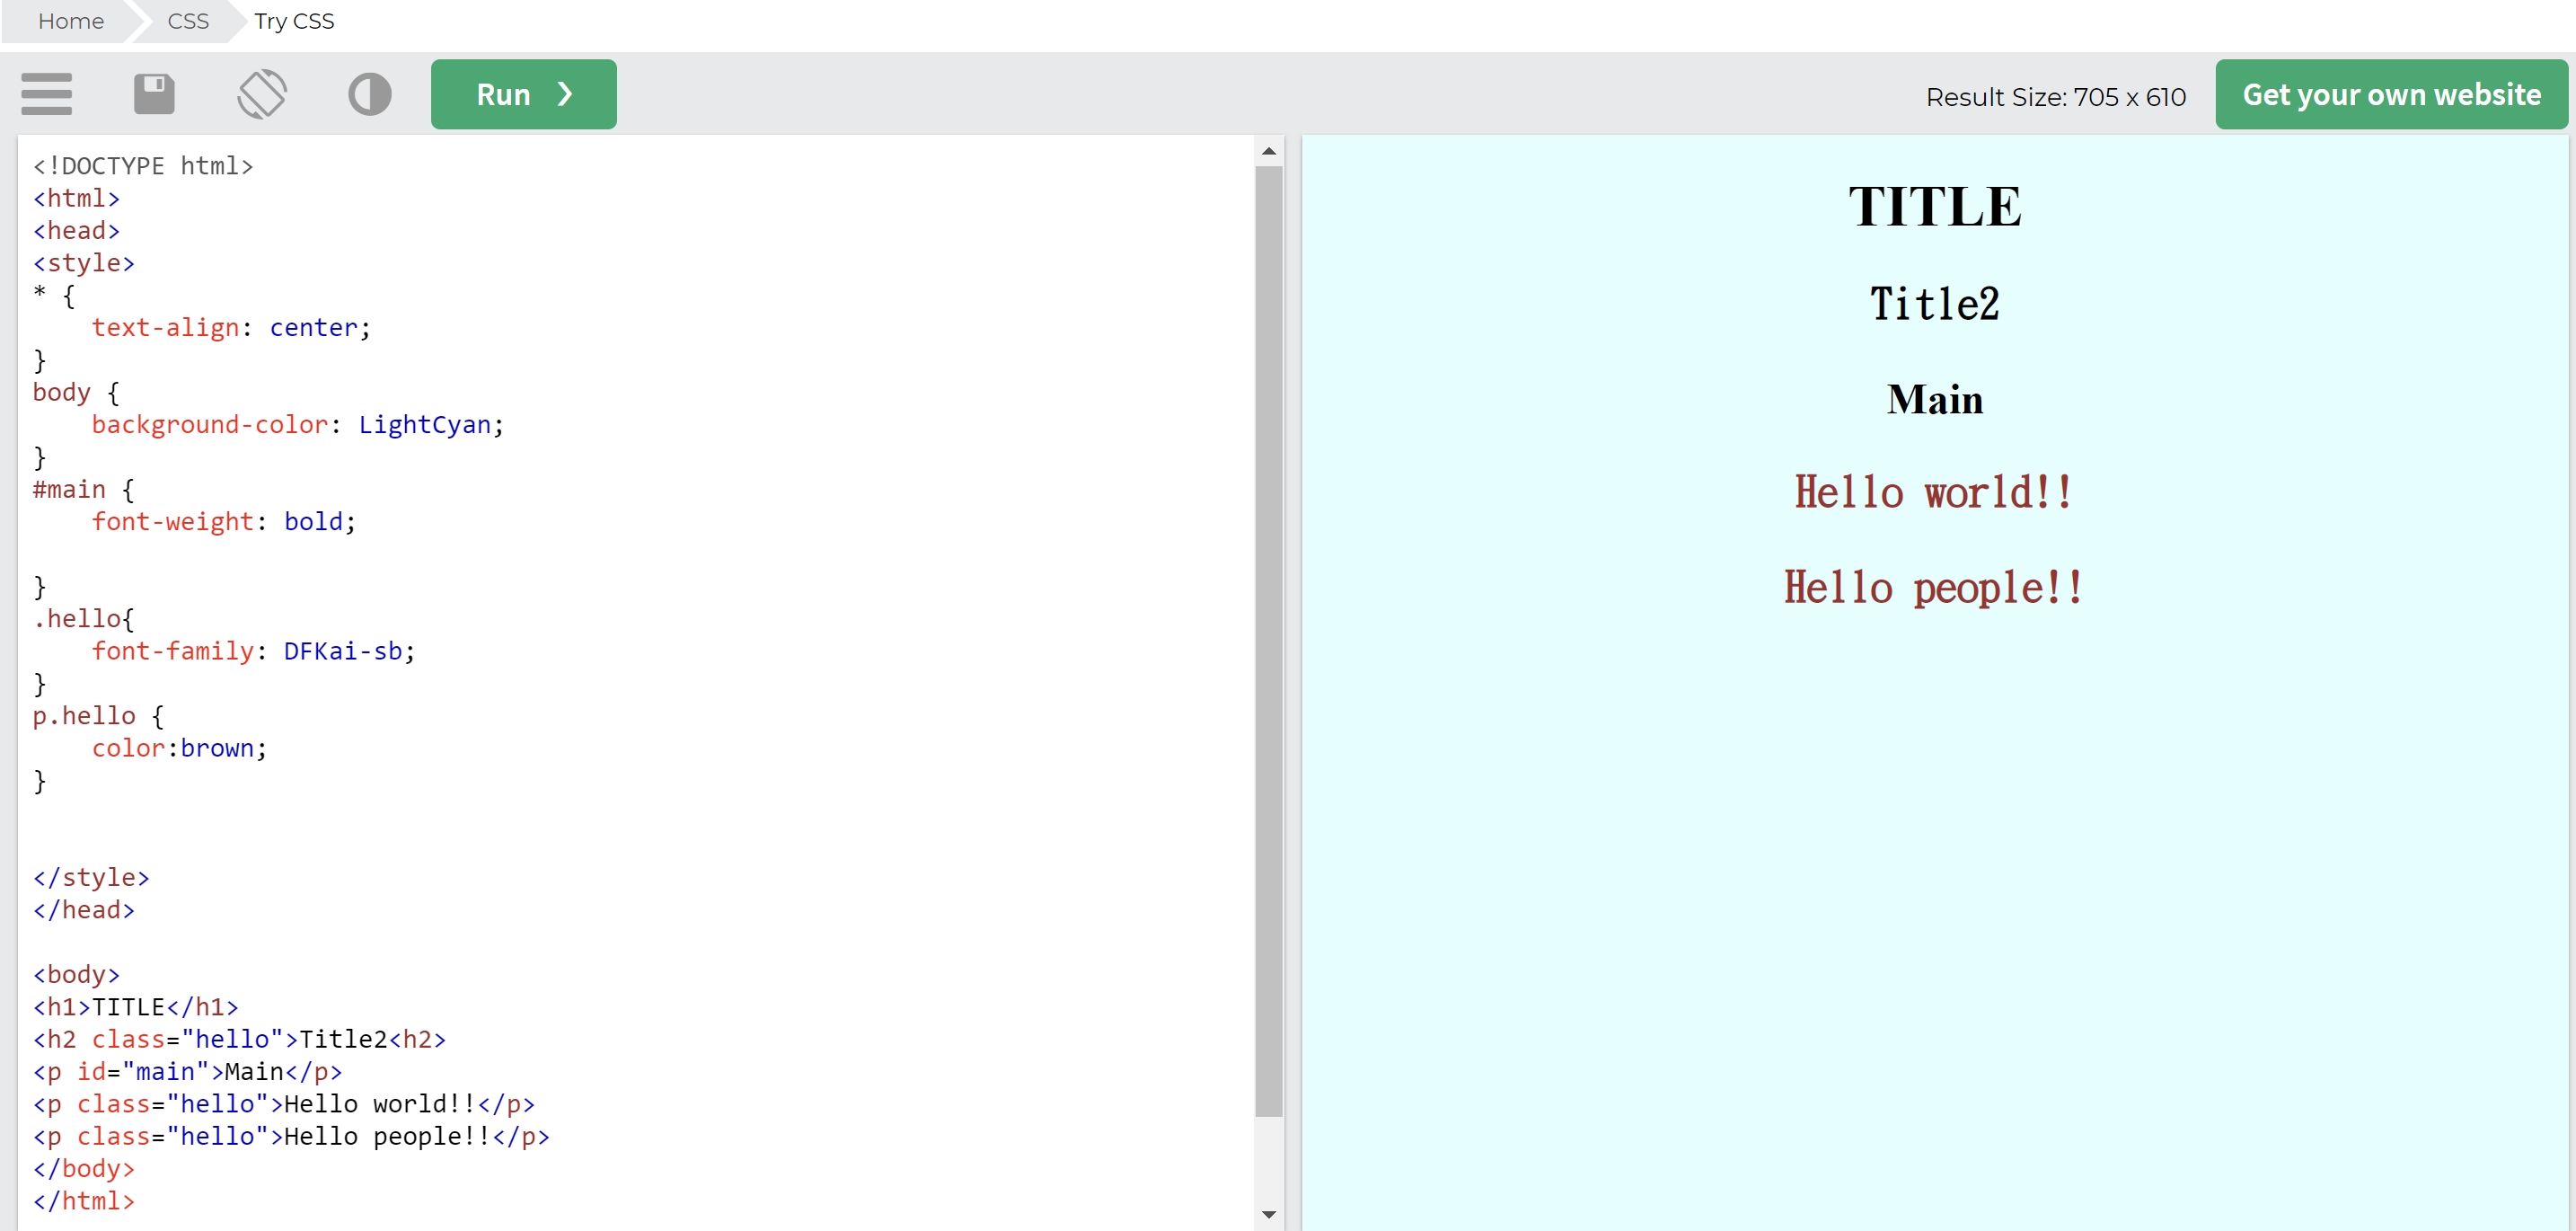 Home CSS Try CSS
Run ❯ Result Size: 705 x 610 Get your own website
<!DOCTYPE html>
<html>
<head>
<style>
* {
    text-align: center;
}
body {
    background-color: LightCyan;
}
#main {
    font-weight: bold;

}
.hello{
    font-family: DFKai-sb;
}
p.hello {
    color:brown;
}


</style>
</head>

<body>
<h1>TITLE</h1>
<h2 class="hello">Title2<h2>
<p id="main">Main</p>
<p class="hello">Hello world!!</p>
<p class="hello">Hello people!!</p>
</body>
</html>
TITLE
Title2
Main
Hello world!!
Hello people!!